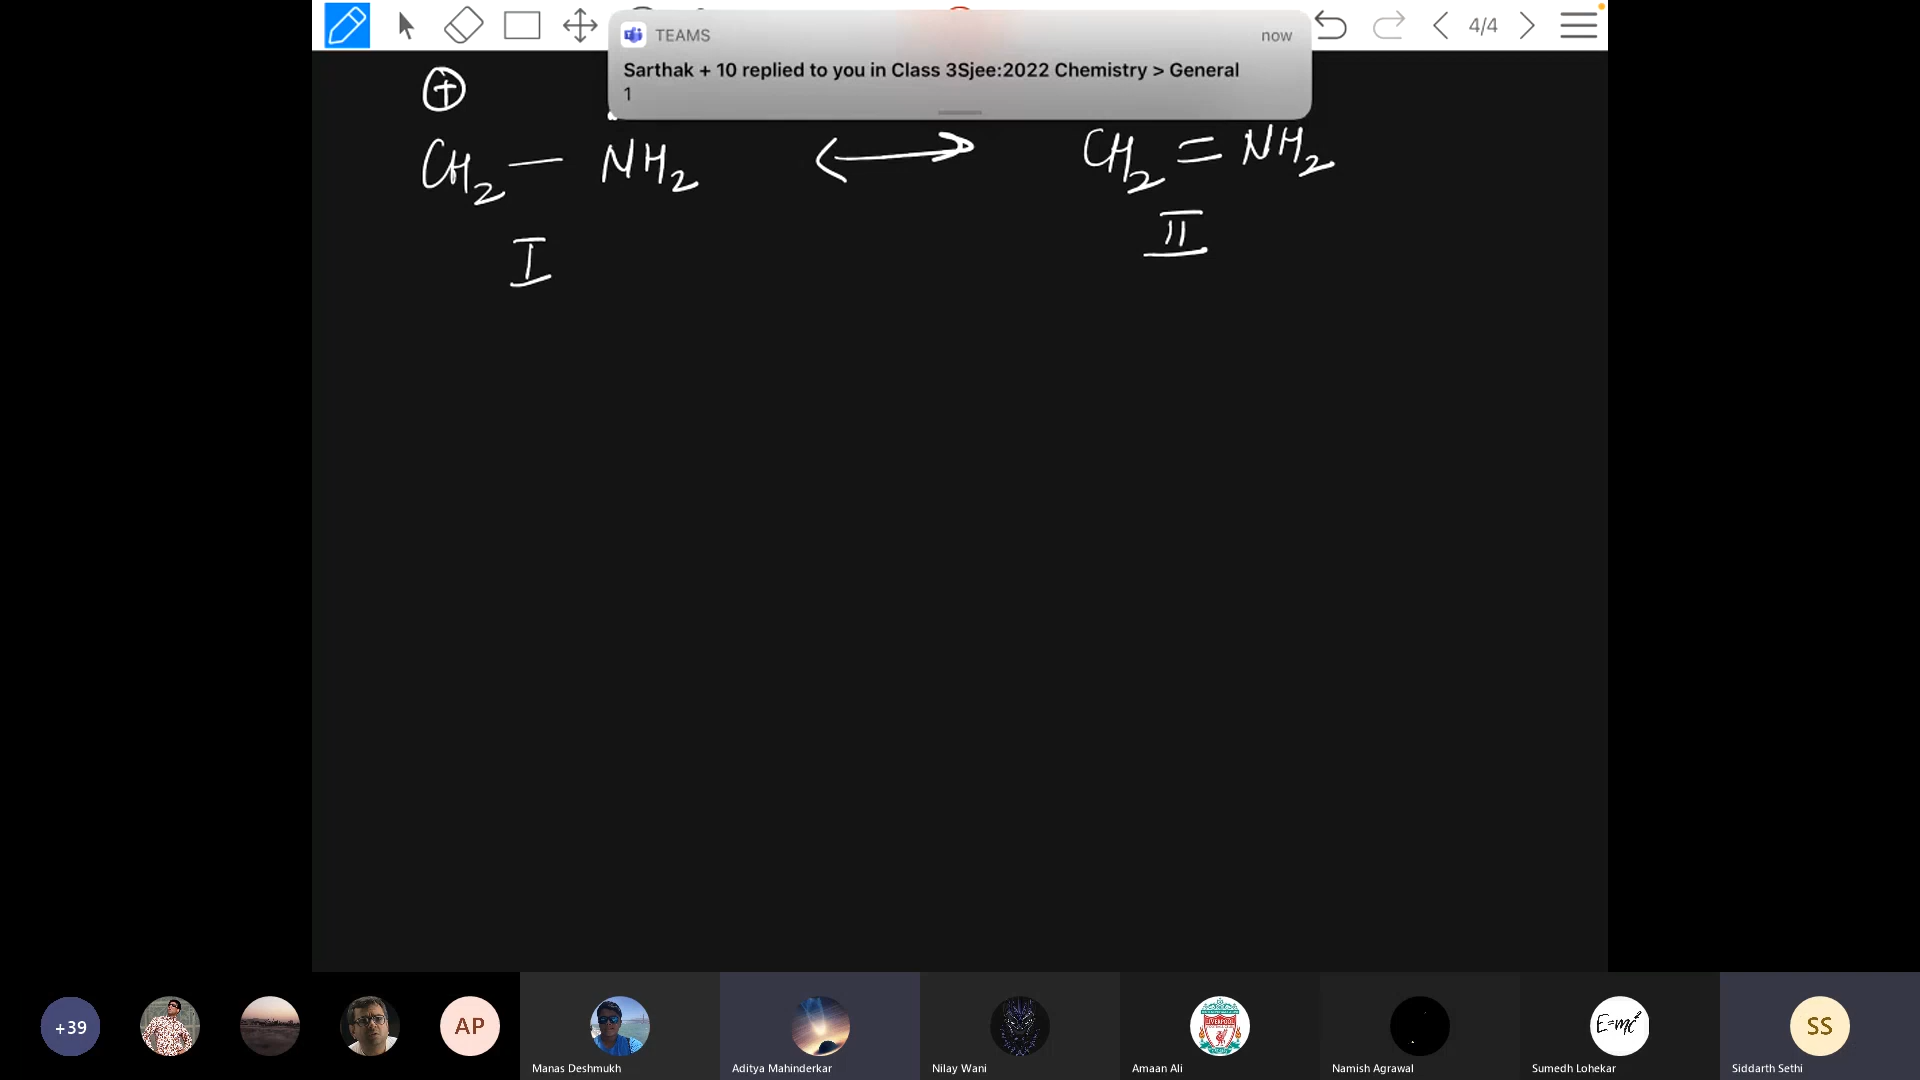 4/4
TEAMS
now
Sarthak + 10 replied to you in Class 3Sjee:2022 Chemistry > General
1
⊕
CH₂ — NH₂ ⟷ CH₂ = NH₂
I
II
+39
AP
E=mc²
SS
Manas Deshmukh
Aditya Mahinderkar
Nilay Wani
Amaan Ali
Namish Agrawal
Sumedh Lohekar
Siddarth Sethi